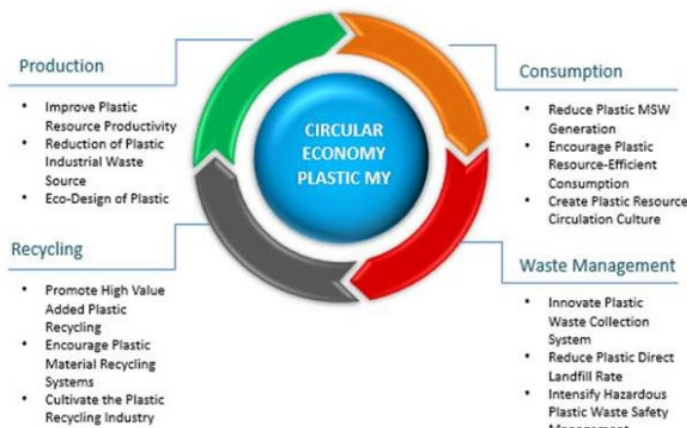 Production
• Improve Plastic
Resource Productivity
• Reduction of Plastic
Industrial Waste
Source
• Eco-Design of Plastic
CIRCULAR
ECONOMY
PLASTIC MY
Consumption
• Reduce Plastic MSW
Generation
• Encourage Plastic
Resource-Efficient
Consumption
• Create Plastic Resource
Circulation Culture
Recycling
• Promote High Value
Added Plastic
Recycling
• Encourage Plastic
Material Recycling
Systems
• Cultivate the Plastic
Recycling Industry
Waste Management
• Innovate Plastic
Waste Collection
System
• Reduce Plastic Direct
Landfill Rate
• Intensify Hazardous
Plastic Waste Safety
Management